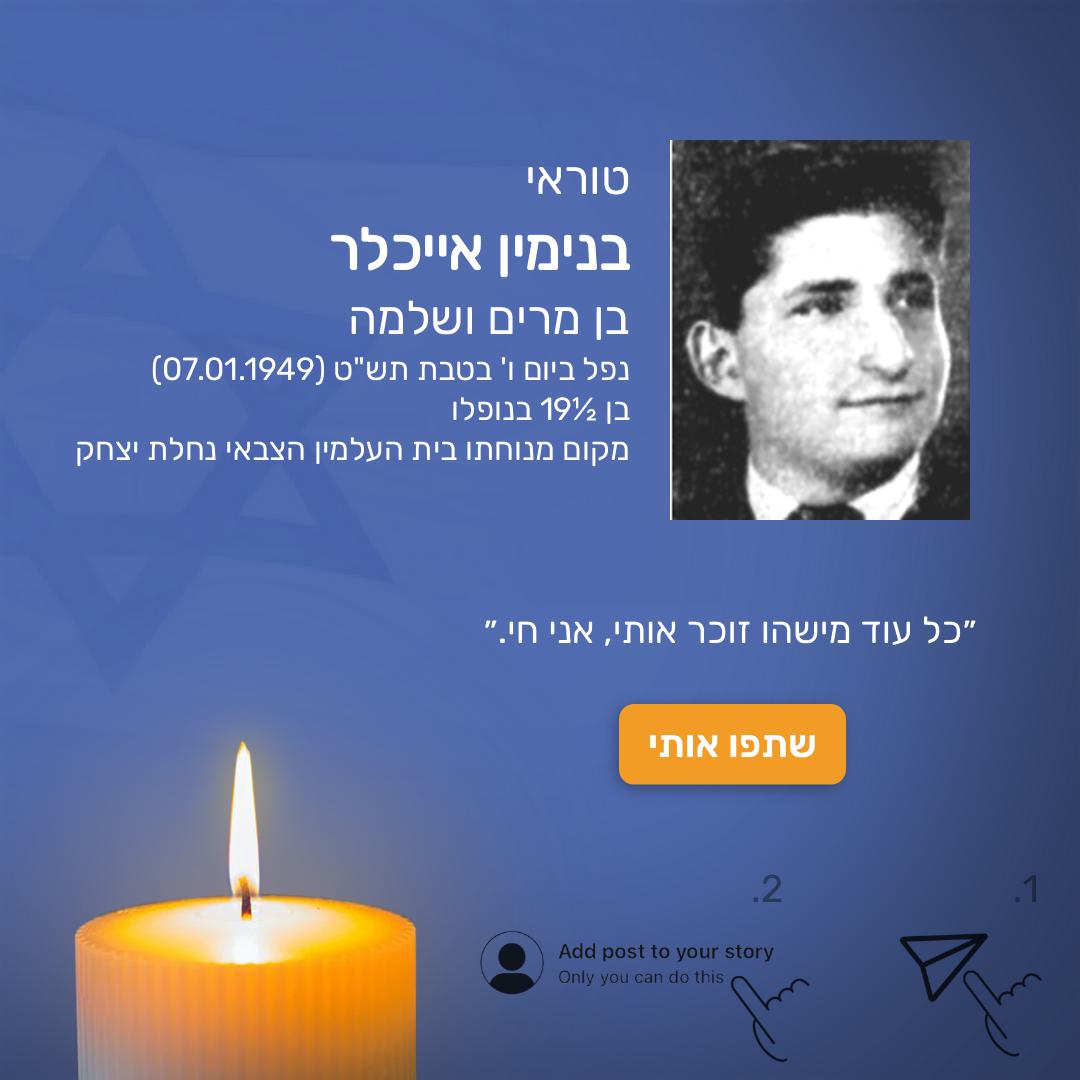 טוראי
בנימין אייכלר
בן מרים ושלמה
נפל ביום ו' בטבת תש"ט (07.01.1949)
בן 19½ בנופלו
מקום מנוחתו בית העלמין הצבאי נחלת יצחק
״כל עוד מישהו זוכר אותי, אני חי.״
שתפו אותי
1.
2.
Add post to your story
Only you can do this